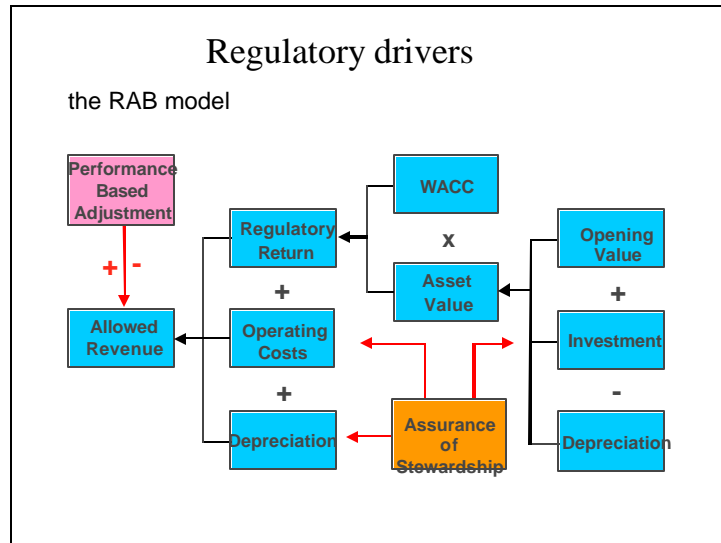 Regulatory drivers
the RAB model
Performance
Based
Adjustment
+ -
Allowed
Revenue
Regulatory
Return
+
Operating
Costs
+
Depreciation
WACC
x
Asset
Value
Assurance
of
Stewardship
Opening
Value
+
Investment
-
Depreciation